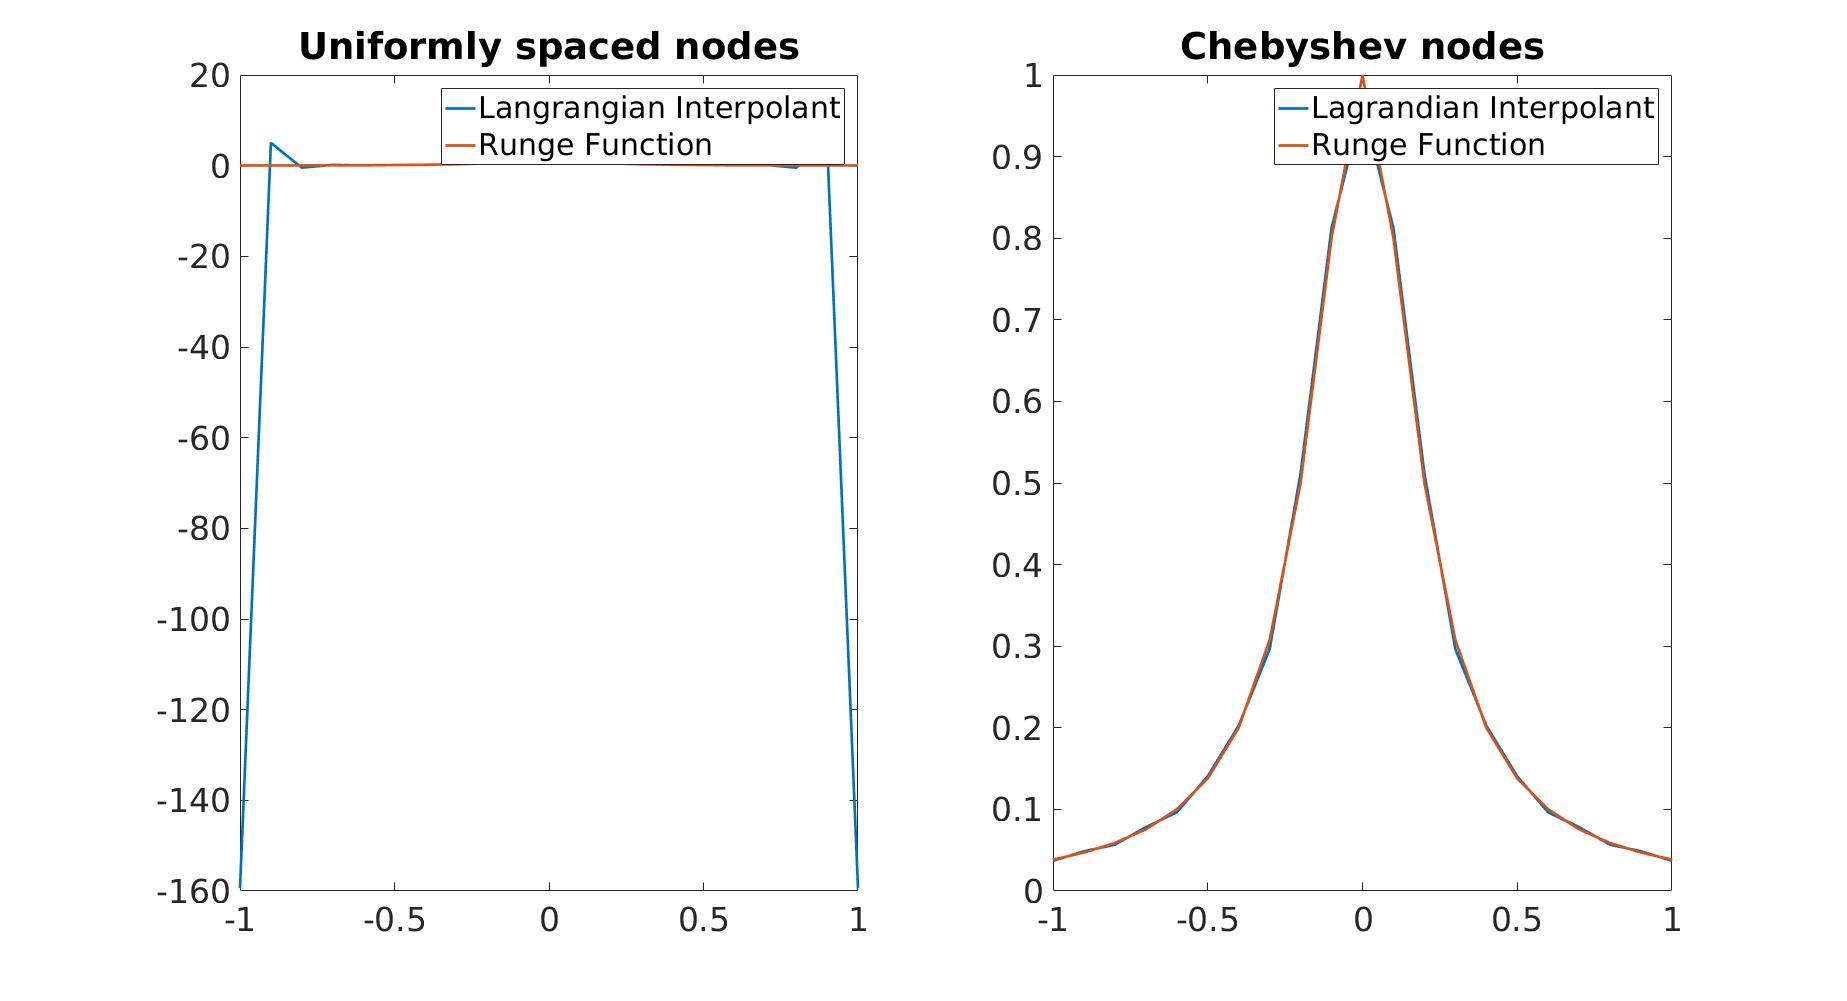 Uniformly spaced nodes
Langrangian Interpolant
Runge Function
20
0
-20
-40
-60
-80
-100
-120
-140
-160
-1 -0.5 0 0.5 1
Chebyshev nodes
Lagrandian Interpolant
Runge Function
1
0.9
0.8
0.7
0.6
0.5
0.4
0.3
0.2
0.1
0
-1 -0.5 0 0.5 1